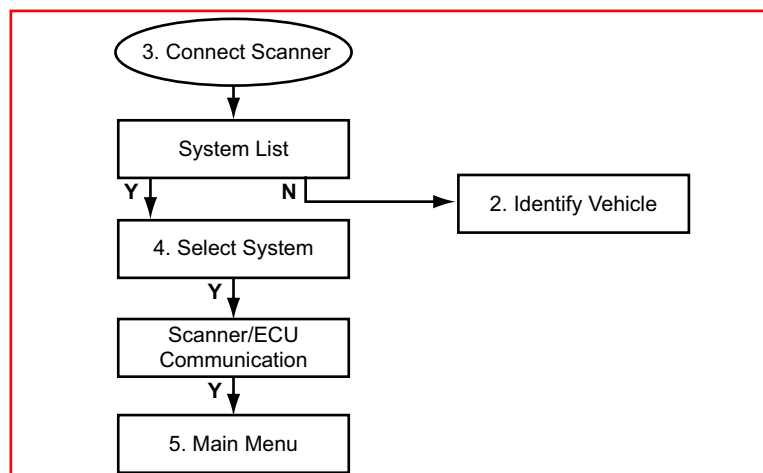 3. Connect Scanner
System List
Y
N
2. Identify Vehicle
4. Select System
Y
Scanner/ECU
Communication
Y
5. Main Menu